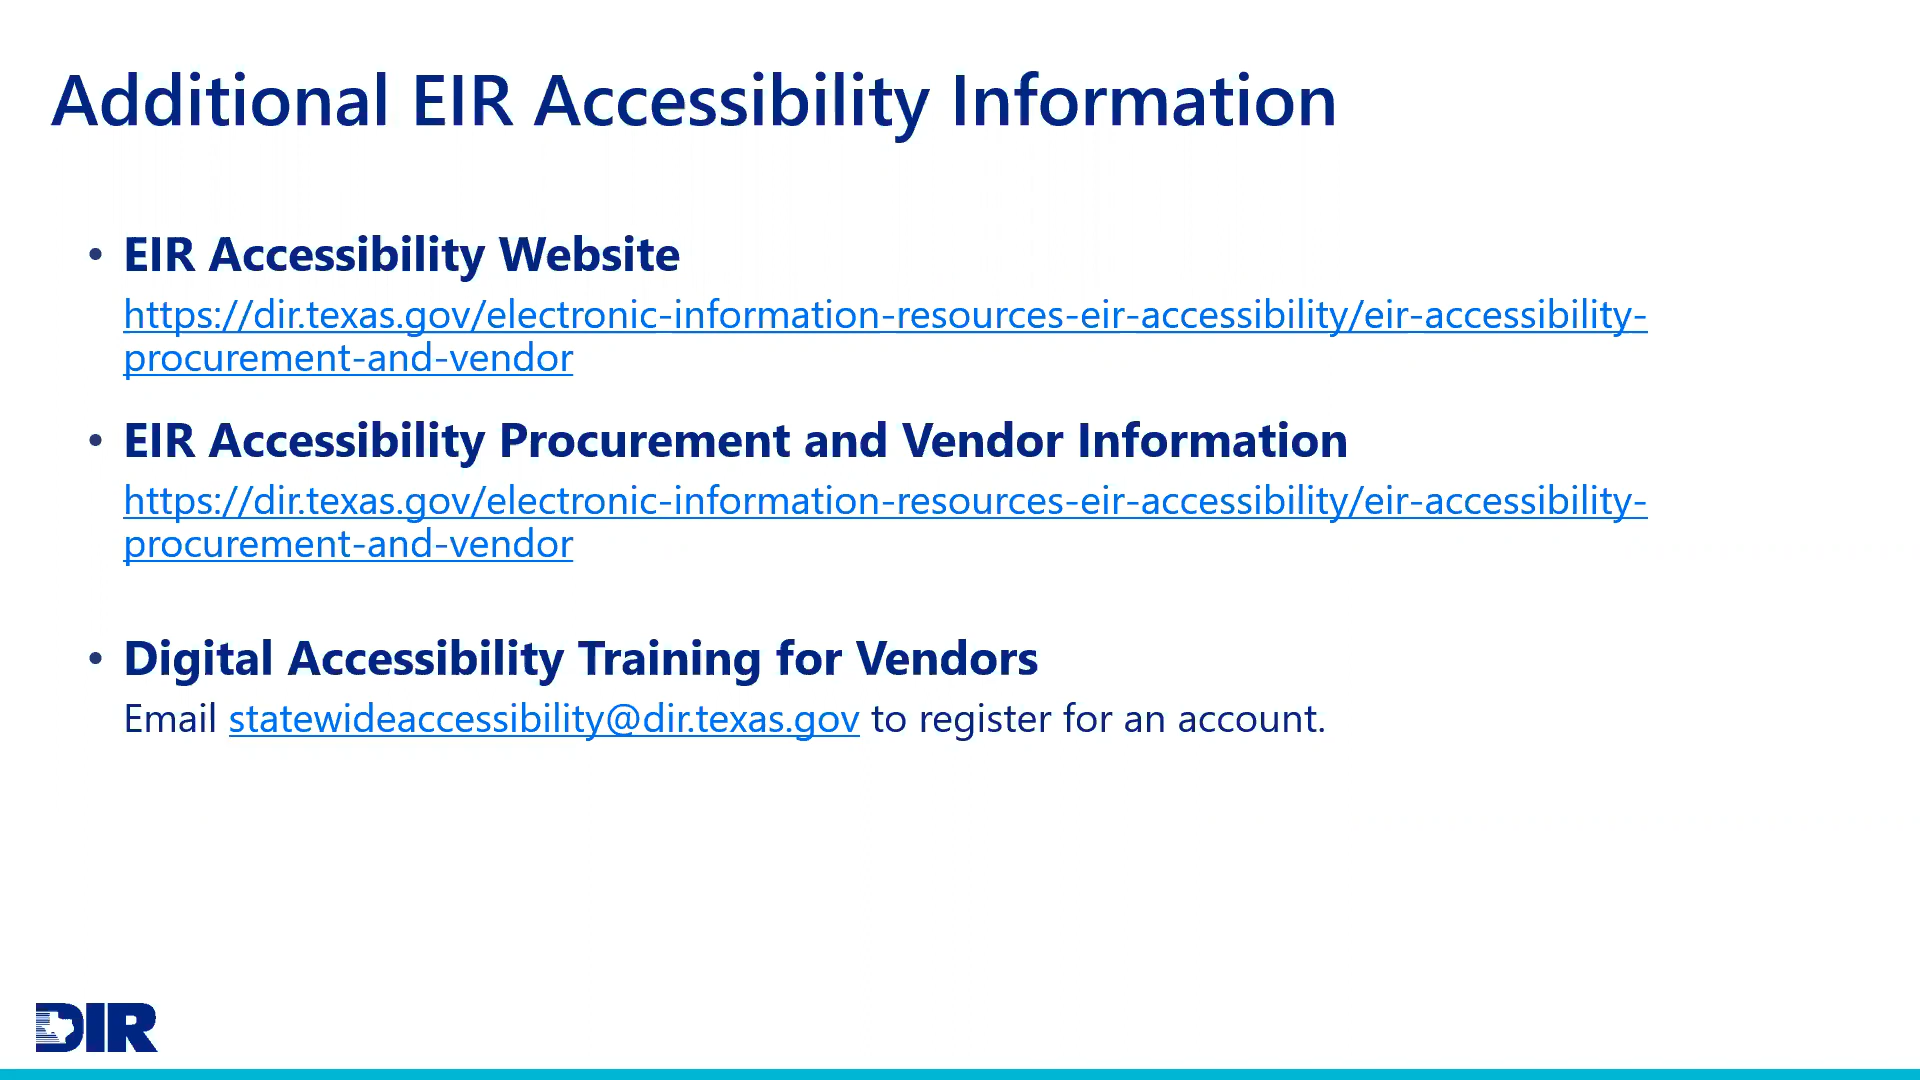 Additional EIR Accessibility Information
• EIR Accessibility Website
https://dir.texas.gov/electronic-information-resources-eir-accessibility/eir-accessibility-
procurement-and-vendor
• EIR Accessibility Procurement and Vendor Information
https://dir.texas.gov/electronic-information-resources-eir-accessibility/eir-accessibility-
procurement-and-vendor
• Digital Accessibility Training for Vendors
Email statewideaccessibility@dir.texas.gov to register for an account.
DIR